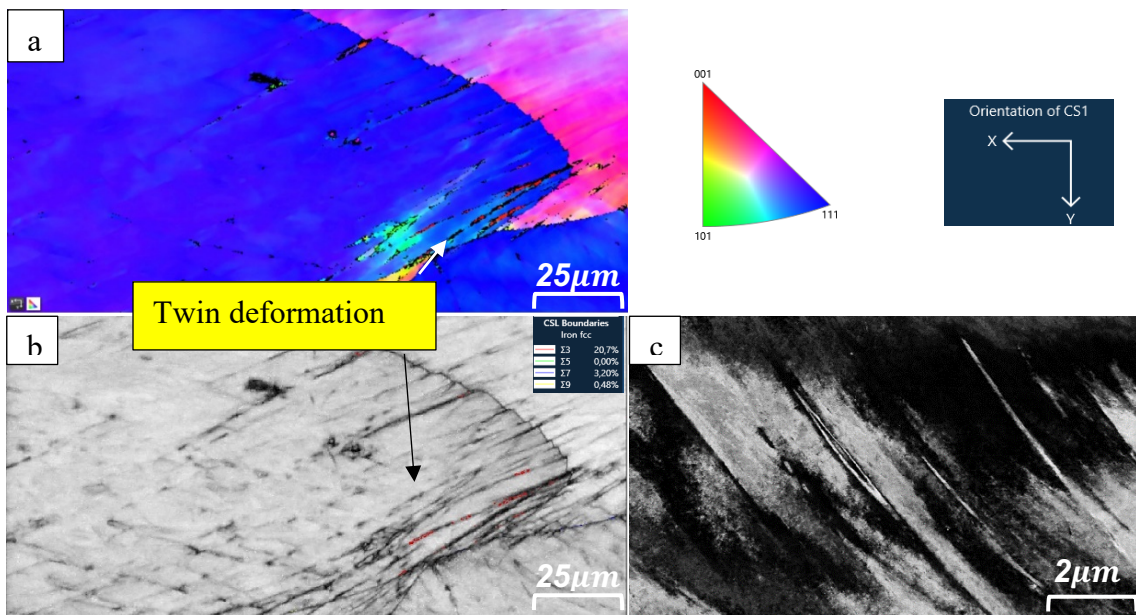 a
001
101
111
Orientation of CS1
X
Y
25μm
Twin deformation
b
CSL Boundaries
Iron fcc
Σ3 20,7%
Σ5 0,00%
Σ7 3,20%
Σ9 0,48%
25μm
c
2μm